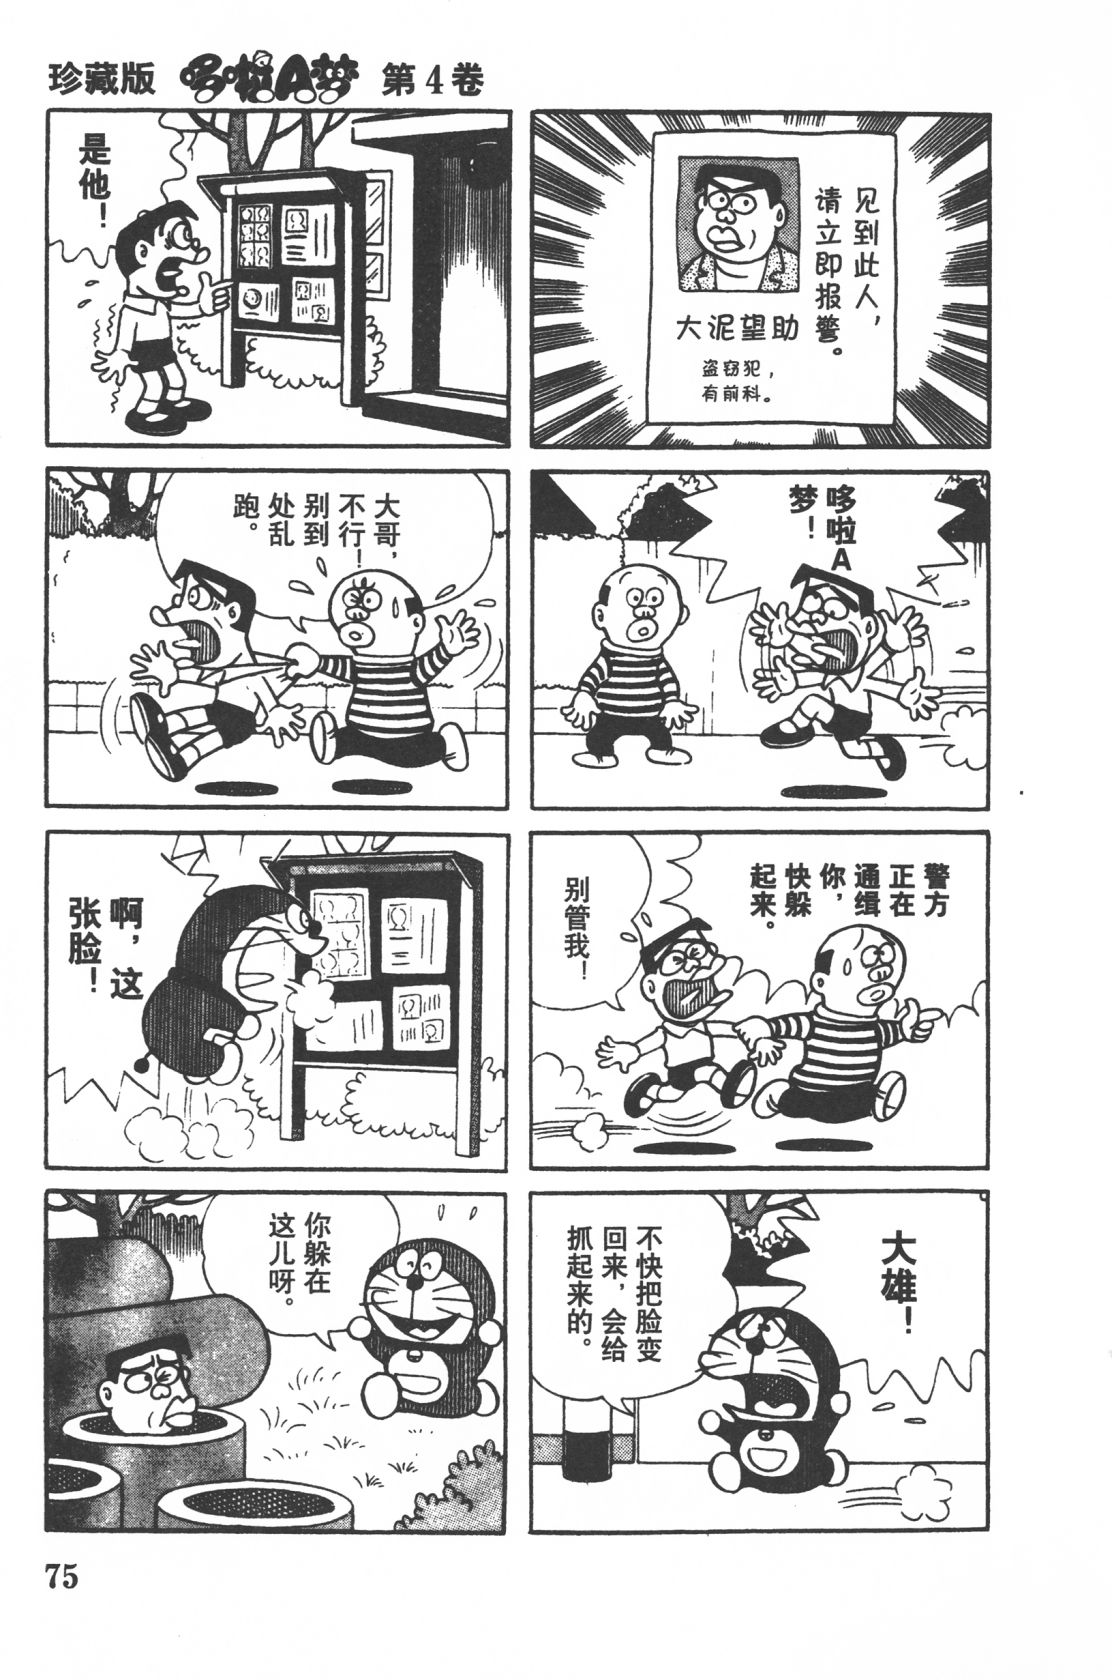 珍藏版 哆啦A梦 第4卷
见到此人，
请立即报警。
大泥望助
盗窃犯，
有前科。
是他！
哆啦A
梦！
大哥，
不行！
别到
处乱
跑。
警方
正在
通缉
你，
快躲
起来。
别管我！
啊，这
张脸！
大雄！
不快把脸变
回来，会给
抓起来的。
你躲在
这儿呀。
75